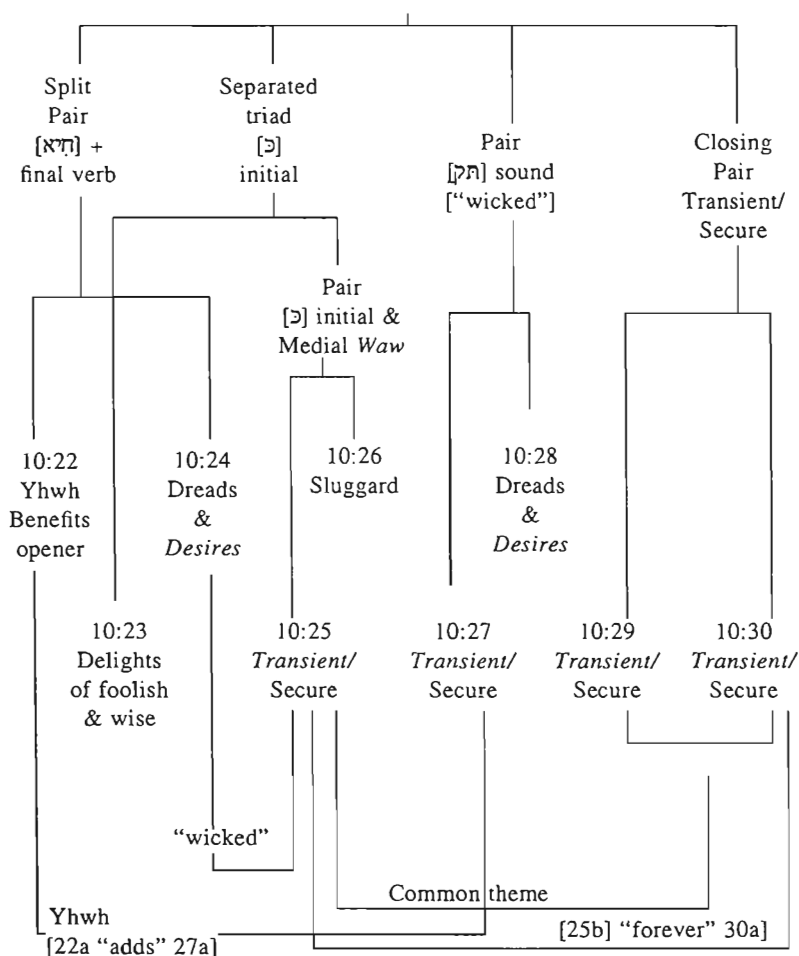 Split
Pair
[הִיא] +
final verb
Separated
triad
[כּ]
initial
Pair
[תּק] sound
["wicked"]
Closing
Pair
Transient/
Secure
Pair
[כּ] initial &
Medial Waw
10:22
Yhwh
Benefits
opener
10:24
Dreads
&
Desires
10:26
Sluggard
10:28
Dreads
&
Desires
10:23
Delights
of foolish
& wise
10:25
Transient/
Secure
10:27
Transient/
Secure
10:29
Transient/
Secure
10:30
Transient/
Secure
"wicked"
Common theme
Yhwh
[22a "adds" 27a]
[25b] "forever" 30a]